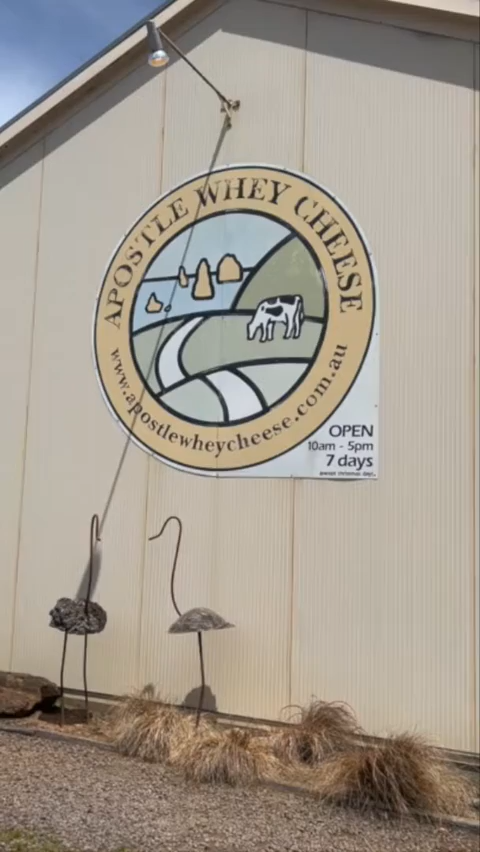 APOSTLE WHEY CHEESE
www.apostlewheycheese.com.au
OPEN
10am - 5pm
7 days